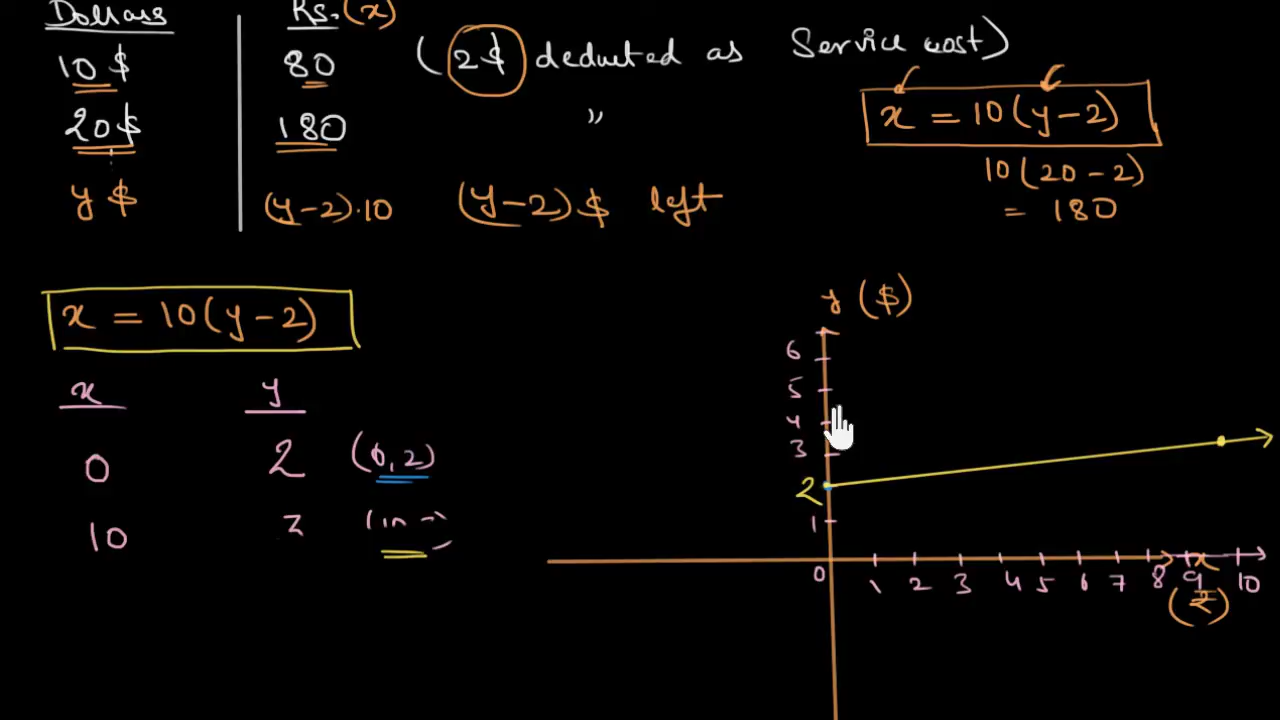 Dollars Rs. (x)
10 $ 80 (2$ deducted as Service cost)
20$ 180 "
y $ (y-2)·10 (y-2)$ left
x = 10(y-2)
10(20-2)
= 180
x = 10(y-2)
x y
0 2 (0,2)
10 3
y ($)
6
5
4
3
2
1
0 1 2 3 4 5 6 7 8 9 10
x
(₹)